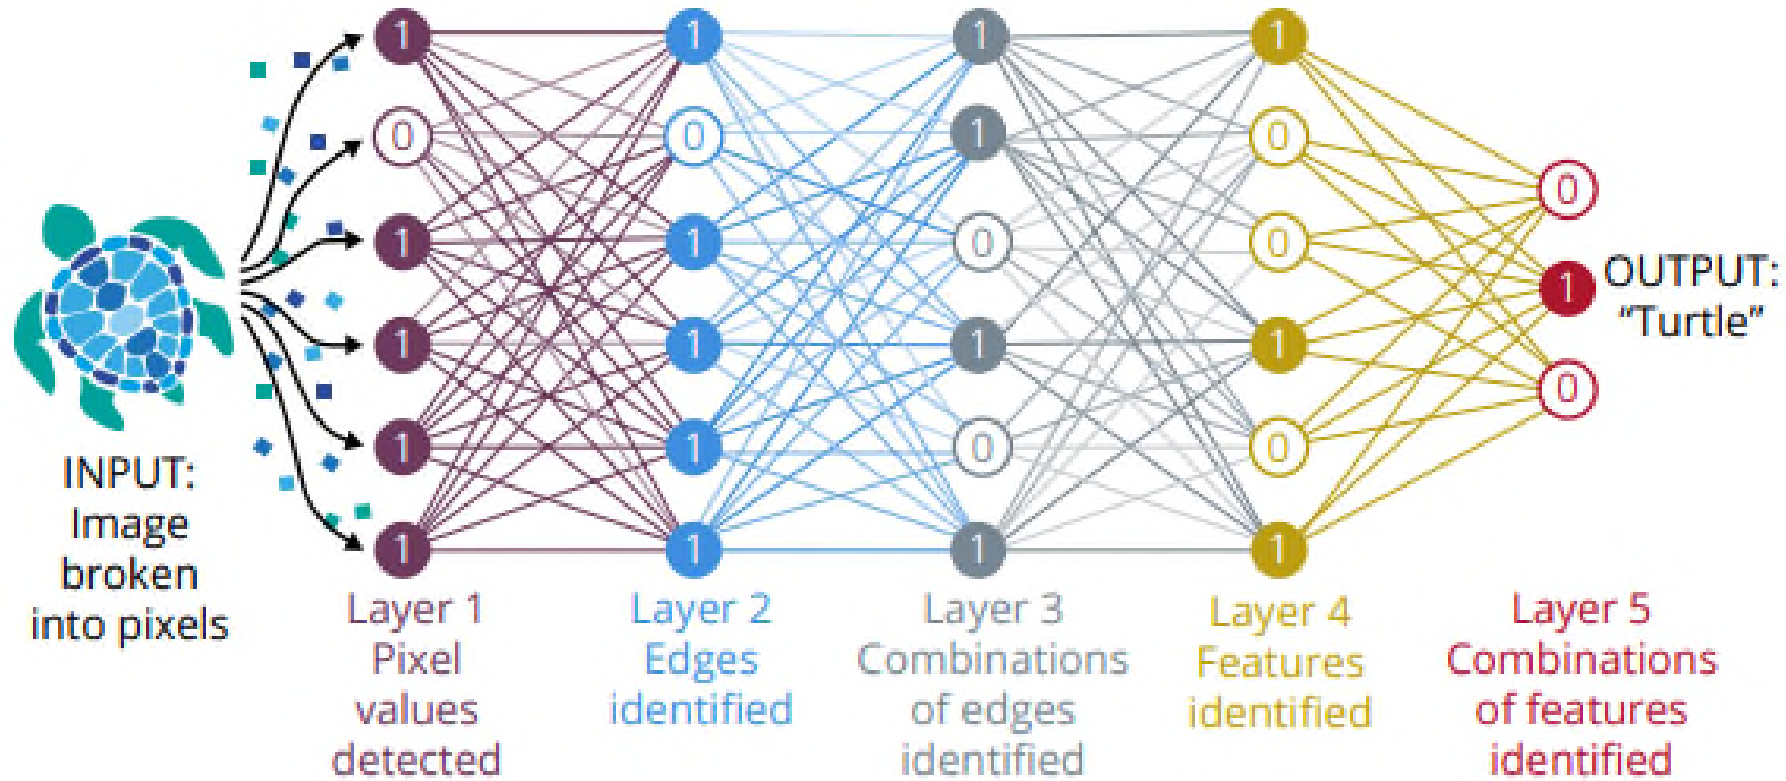 1 1 1 1
0 0 1 0
0
1 1 0 0
OUTPUT:
1
"Turtle"
1 1 1 1
0
1 1 0 0
1 1 1 1
INPUT:
Image
broken
into pixels
Layer 1
Pixel
values
detected
Layer 2
Edges
identified
Layer 3
Combinations
of edges
identified
Layer 4
Features
identified
Layer 5
Combinations
of features
identified